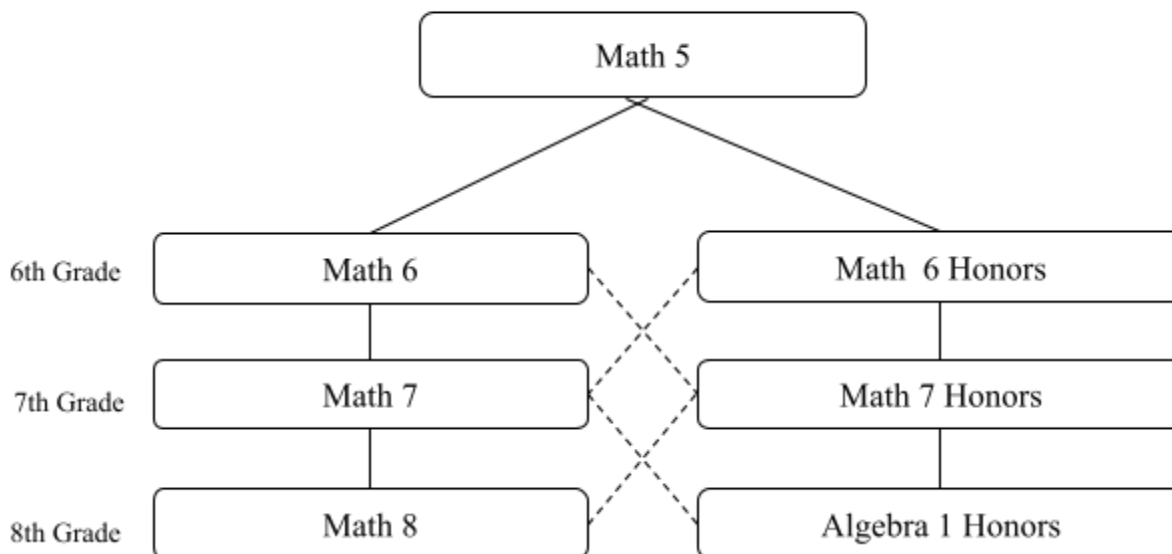 Math 5
6th Grade
Math 6
Math 6 Honors
7th Grade
Math 7
Math 7 Honors
8th Grade
Math 8
Algebra 1 Honors